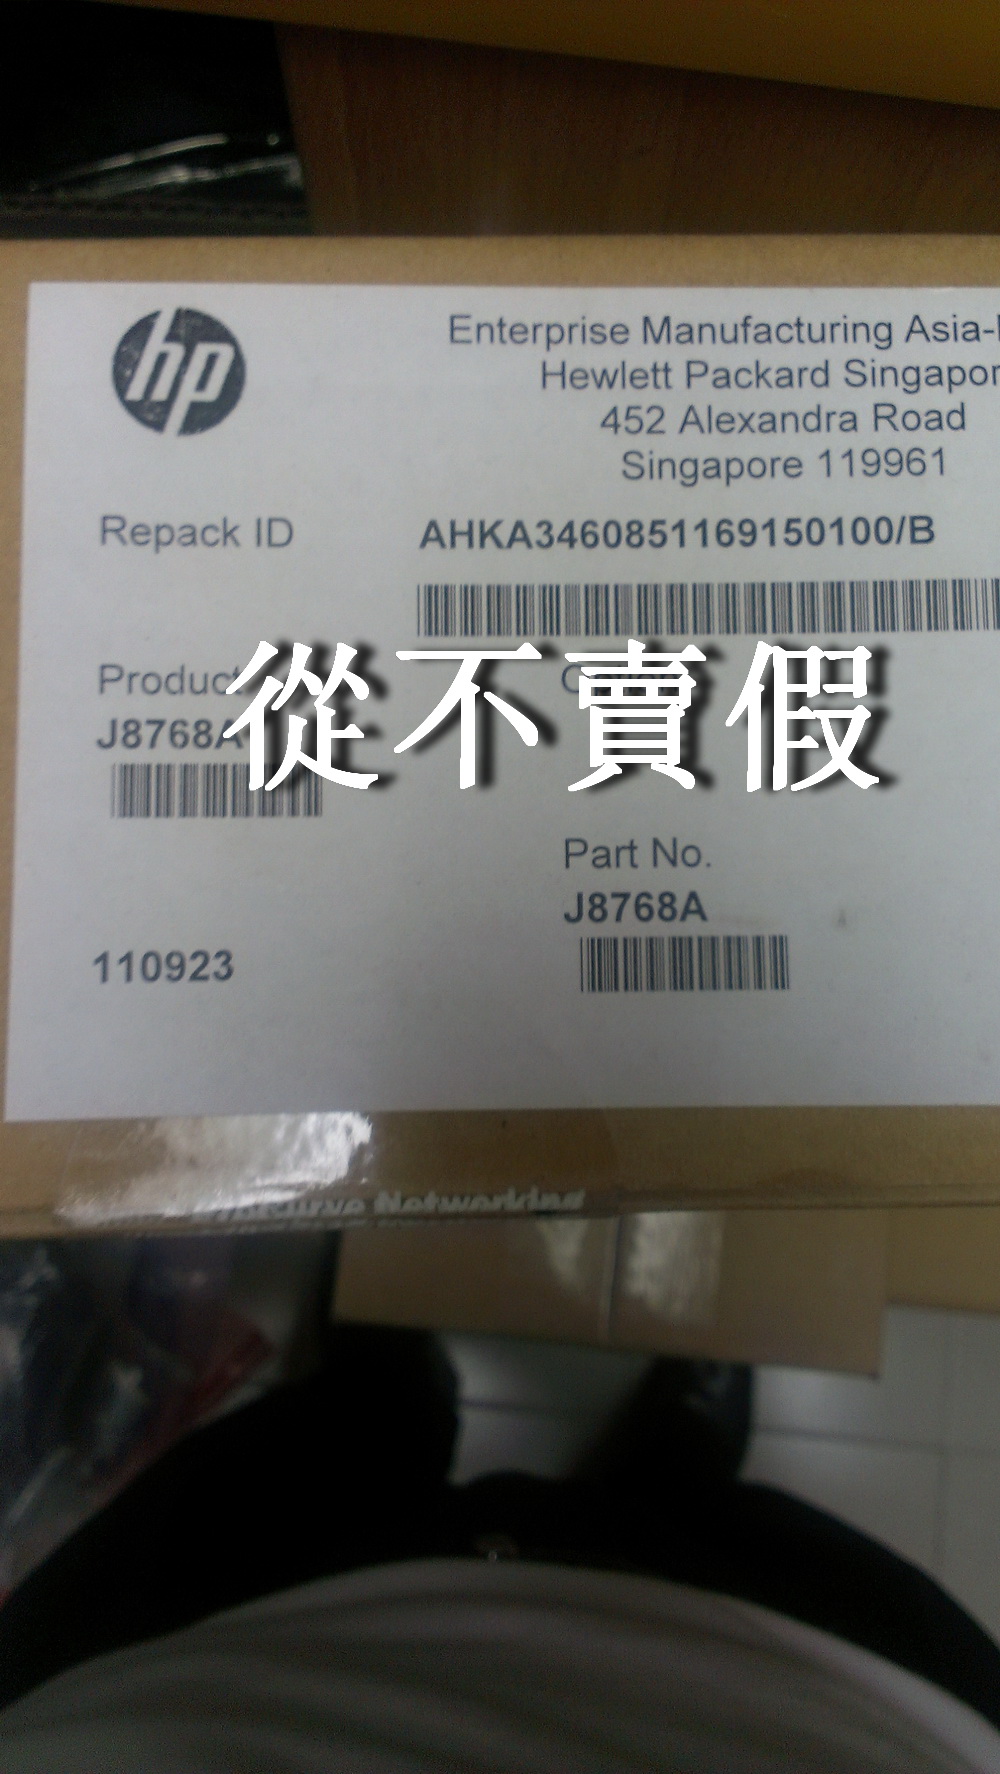 hp
Enterprise Manufacturing Asia-
Hewlett Packard Singapor
452 Alexandra Road
Singapore 119961
Repack ID
AHKA3460851169150100/B
Product
J8768A
從不賣假
Part No.
J8768A
110923
Networking